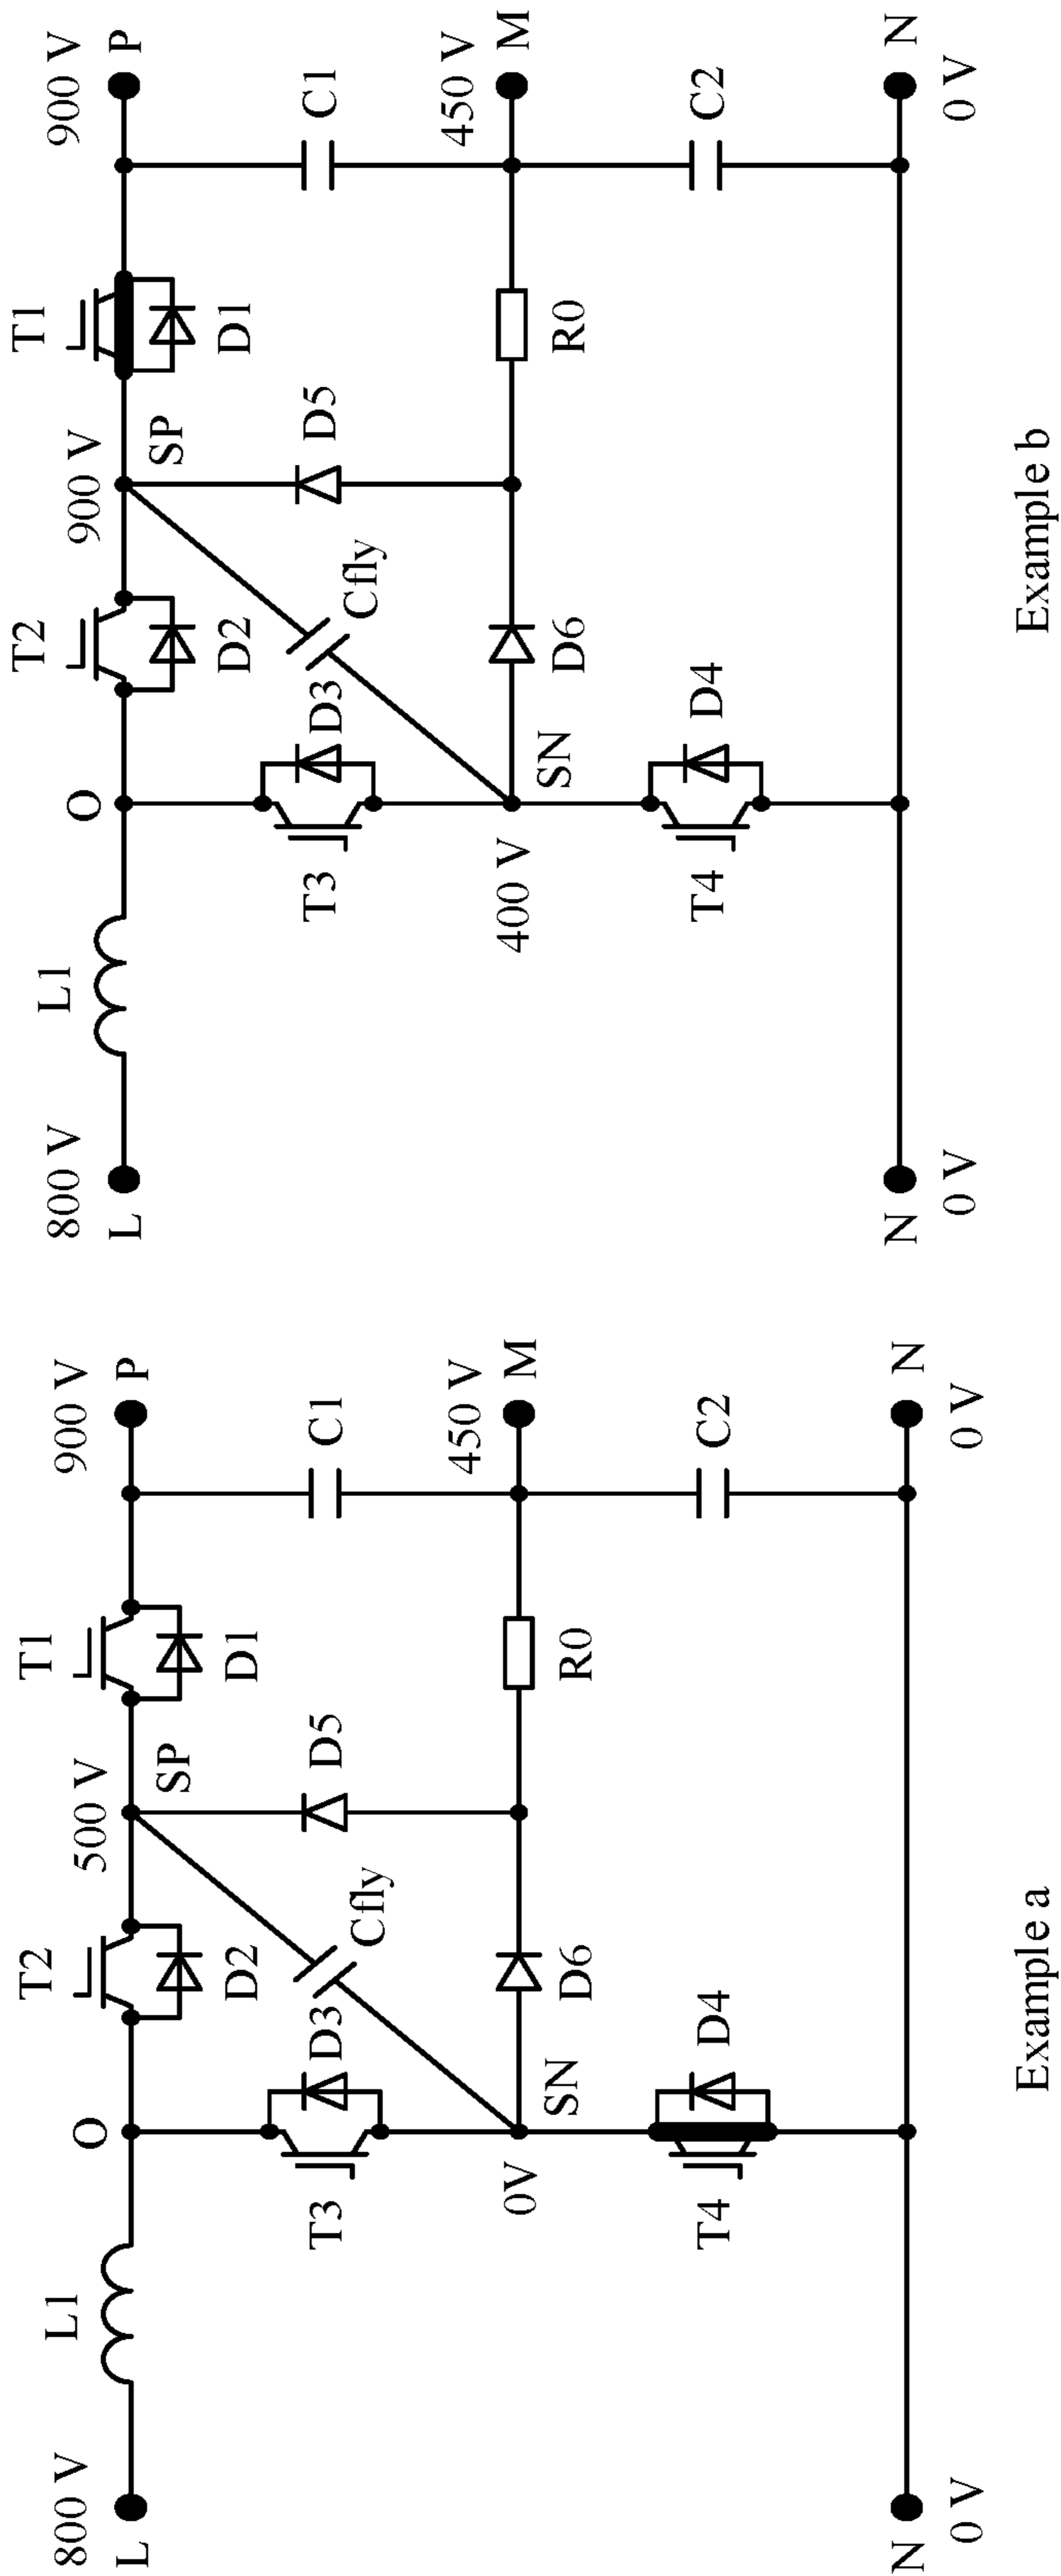 800 V
L
L1
O
T2
D2
500 V
SP
T1
D1
900 V
P
T3
D3
Cfly
D5
C1
0V
SN
D6
R0
450 V
M
T4
D4
C2
N
0 V
N
0 V
Example a
800 V
L
L1
O
T2
D2
900 V
SP
T1
D1
900 V
P
T3
D3
Cfly
D5
C1
400 V
SN
D6
R0
450 V
M
T4
D4
C2
N
0 V
N
0 V
Example b